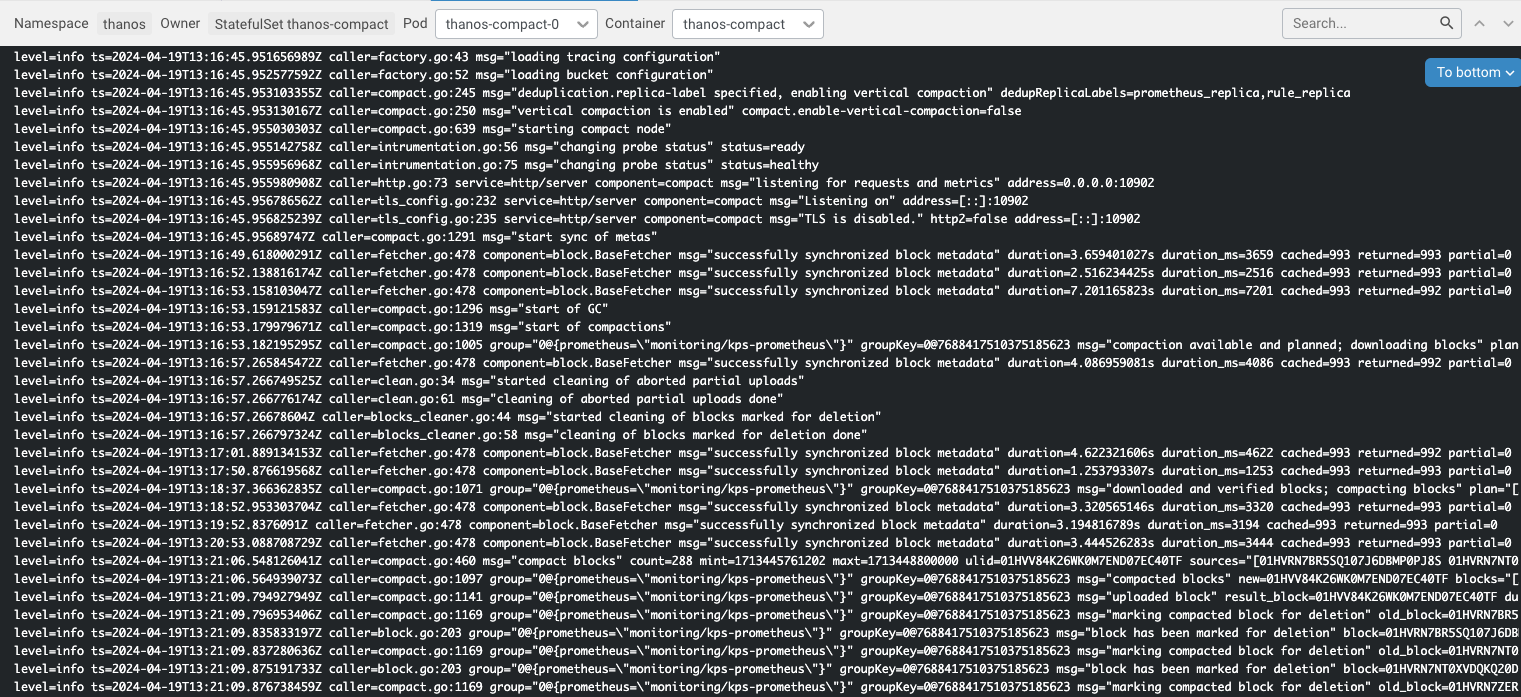 Namespace thanos Owner StatefulSet thanos-compact Pod thanos-compact-0 Container thanos-compact Search...
To bottom
level=info ts=2024-04-19T13:16:45.951656989Z caller=factory.go:43 msg="loading tracing configuration"
level=info ts=2024-04-19T13:16:45.952577592Z caller=factory.go:52 msg="loading bucket configuration"
level=info ts=2024-04-19T13:16:45.953103355Z caller=compact.go:245 msg="deduplication.replica-label specified, enabling vertical compaction" dedupReplicaLabels=prometheus_replica,rule_replica
level=info ts=2024-04-19T13:16:45.953130167Z caller=compact.go:250 msg="vertical compaction is enabled" compact.enable-vertical-compaction=false
level=info ts=2024-04-19T13:16:45.955030303Z caller=compact.go:639 msg="starting compact node"
level=info ts=2024-04-19T13:16:45.955142758Z caller=intrumentation.go:56 msg="changing probe status" status=ready
level=info ts=2024-04-19T13:16:45.955956968Z caller=intrumentation.go:75 msg="changing probe status" status=healthy
level=info ts=2024-04-19T13:16:45.955980908Z caller=http.go:73 service=http/server component=compact msg="listening for requests and metrics" address=0.0.0.0:10902
level=info ts=2024-04-19T13:16:45.956786562Z caller=tls_config.go:232 service=http/server component=compact msg="Listening on" address=[::]:10902
level=info ts=2024-04-19T13:16:45.956825239Z caller=tls_config.go:235 service=http/server component=compact msg="TLS is disabled." http2=false address=[::]:10902
level=info ts=2024-04-19T13:16:45.95689747Z caller=compact.go:1291 msg="start sync of metas"
level=info ts=2024-04-19T13:16:49.618000291Z caller=fetcher.go:478 component=block.BaseFetcher msg="successfully synchronized block metadata" duration=3.659401027s duration_ms=3659 cached=993 returned=993 partial=0
level=info ts=2024-04-19T13:16:52.138816174Z caller=fetcher.go:478 component=block.BaseFetcher msg="successfully synchronized block metadata" duration=2.516234425s duration_ms=2516 cached=993 returned=993 partial=0
level=info ts=2024-04-19T13:16:53.158103047Z caller=fetcher.go:478 component=block.BaseFetcher msg="successfully synchronized block metadata" duration=7.201165823s duration_ms=7201 cached=993 returned=992 partial=0
level=info ts=2024-04-19T13:16:53.159121583Z caller=compact.go:1296 msg="start of GC"
level=info ts=2024-04-19T13:16:53.179979671Z caller=compact.go:1319 msg="start of compactions"
level=info ts=2024-04-19T13:16:53.182195295Z caller=compact.go:1005 group="0@{prometheus=\"monitoring/kps-prometheus\"}" groupKey=0@7688417510375185623 msg="compaction available and planned; downloading blocks" plan
level=info ts=2024-04-19T13:16:57.265845472Z caller=fetcher.go:478 component=block.BaseFetcher msg="successfully synchronized block metadata" duration=4.086959081s duration_ms=4086 cached=993 returned=992 partial=0
level=info ts=2024-04-19T13:16:57.266749525Z caller=clean.go:34 msg="started cleaning of aborted partial uploads"
level=info ts=2024-04-19T13:16:57.266776174Z caller=clean.go:61 msg="cleaning of aborted partial uploads done"
level=info ts=2024-04-19T13:16:57.26678604Z caller=blocks_cleaner.go:44 msg="started cleaning of blocks marked for deletion"
level=info ts=2024-04-19T13:16:57.266797324Z caller=blocks_cleaner.go:58 msg="cleaning of blocks marked for deletion done"
level=info ts=2024-04-19T13:17:01.889134153Z caller=fetcher.go:478 component=block.BaseFetcher msg="successfully synchronized block metadata" duration=4.622321606s duration_ms=4622 cached=993 returned=992 partial=0
level=info ts=2024-04-19T13:17:50.876619568Z caller=fetcher.go:478 component=block.BaseFetcher msg="successfully synchronized block metadata" duration=1.253793307s duration_ms=1253 cached=993 returned=993 partial=0
level=info ts=2024-04-19T13:18:37.366362835Z caller=compact.go:1071 group="0@{prometheus=\"monitoring/kps-prometheus\"}" groupKey=0@7688417510375185623 msg="downloaded and verified blocks; compacting blocks" plan="[
level=info ts=2024-04-19T13:18:52.953303704Z caller=fetcher.go:478 component=block.BaseFetcher msg="successfully synchronized block metadata" duration=3.320565146s duration_ms=3320 cached=993 returned=993 partial=0
level=info ts=2024-04-19T13:19:52.8376091Z caller=fetcher.go:478 component=block.BaseFetcher msg="successfully synchronized block metadata" duration=3.194816789s duration_ms=3194 cached=993 returned=993 partial=0
level=info ts=2024-04-19T13:20:53.088708729Z caller=fetcher.go:478 component=block.BaseFetcher msg="successfully synchronized block metadata" duration=3.444526283s duration_ms=3444 cached=993 returned=993 partial=0
level=info ts=2024-04-19T13:21:06.548126041Z caller=compact.go:460 msg="compact blocks" count=288 mint=1713445761202 maxt=1713448800000 ulid=01HVV84K26WK0M7END07EC40TF sources="[01HVRN7BR5SQ107J6DBMP0PJ8S 01HVRN7NT0
level=info ts=2024-04-19T13:21:06.564939073Z caller=compact.go:1097 group="0@{prometheus=\"monitoring/kps-prometheus\"}" groupKey=0@7688417510375185623 msg="compacted blocks" new=01HVV84K26WK0M7END07EC40TF blocks="[
level=info ts=2024-04-19T13:21:09.794927949Z caller=compact.go:1141 group="0@{prometheus=\"monitoring/kps-prometheus\"}" groupKey=0@7688417510375185623 msg="uploaded block" result_block=01HVV84K26WK0M7END07EC40TF du
level=info ts=2024-04-19T13:21:09.796953406Z caller=compact.go:1169 group="0@{prometheus=\"monitoring/kps-prometheus\"}" groupKey=0@7688417510375185623 msg="marking compacted block for deletion" old_block=01HVRN7BR5
level=info ts=2024-04-19T13:21:09.835833197Z caller=block.go:203 group="0@{prometheus=\"monitoring/kps-prometheus\"}" groupKey=0@7688417510375185623 msg="block has been marked for deletion" block=01HVRN7BR5SQ107J6DB
level=info ts=2024-04-19T13:21:09.837280636Z caller=compact.go:1169 group="0@{prometheus=\"monitoring/kps-prometheus\"}" groupKey=0@7688417510375185623 msg="marking compacted block for deletion" old_block=01HVRN7NT0
level=info ts=2024-04-19T13:21:09.875191733Z caller=block.go:203 group="0@{prometheus=\"monitoring/kps-prometheus\"}" groupKey=0@7688417510375185623 msg="block has been marked for deletion" block=01HVRN7NT0XVDQKQ20D
level=info ts=2024-04-19T13:21:09.876738459Z caller=compact.go:1169 group="0@{prometheus=\"monitoring/kps-prometheus\"}" groupKey=0@7688417510375185623 msg="marking compacted block for deletion" old_block=01HVRN7ZER